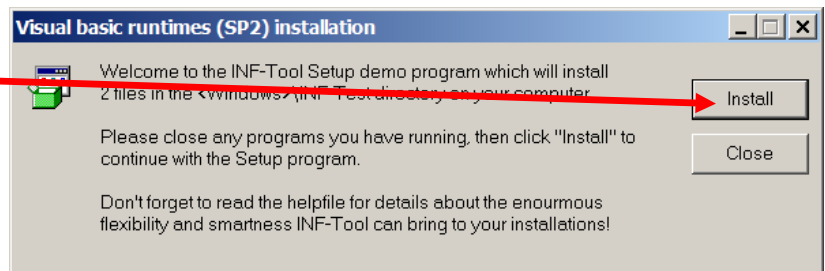 Visual basic runtimes (SP2) installation
Welcome to the INF-Tool Setup demo program which will install
2 files in the <Windows>\INF-Test directory on your computer
Install
Please close any programs you have running, then click "Install" to
continue with the Setup program.
Close
Don't forget to read the helpfile for details about the enourmous
flexibility and smartness INF-Tool can bring to your installations!